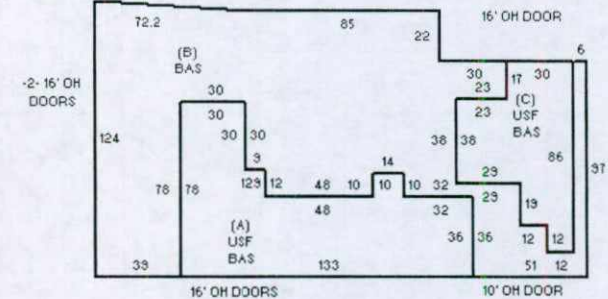 16' OH DOOR
72.2 85
22
6
(B)
BAS
-2- 16' OH
DOORS
30 17 30
23
30
23
(C)
USF
BAS
30
124
30 30
38 38
86
97
9
14
78 78
129 12 48 10 10 10 32
29
29
48
32
19
(A)
USF
BAS
36 36
12 12
39 133 51 12
16' OH DOORS
10' OH DOOR